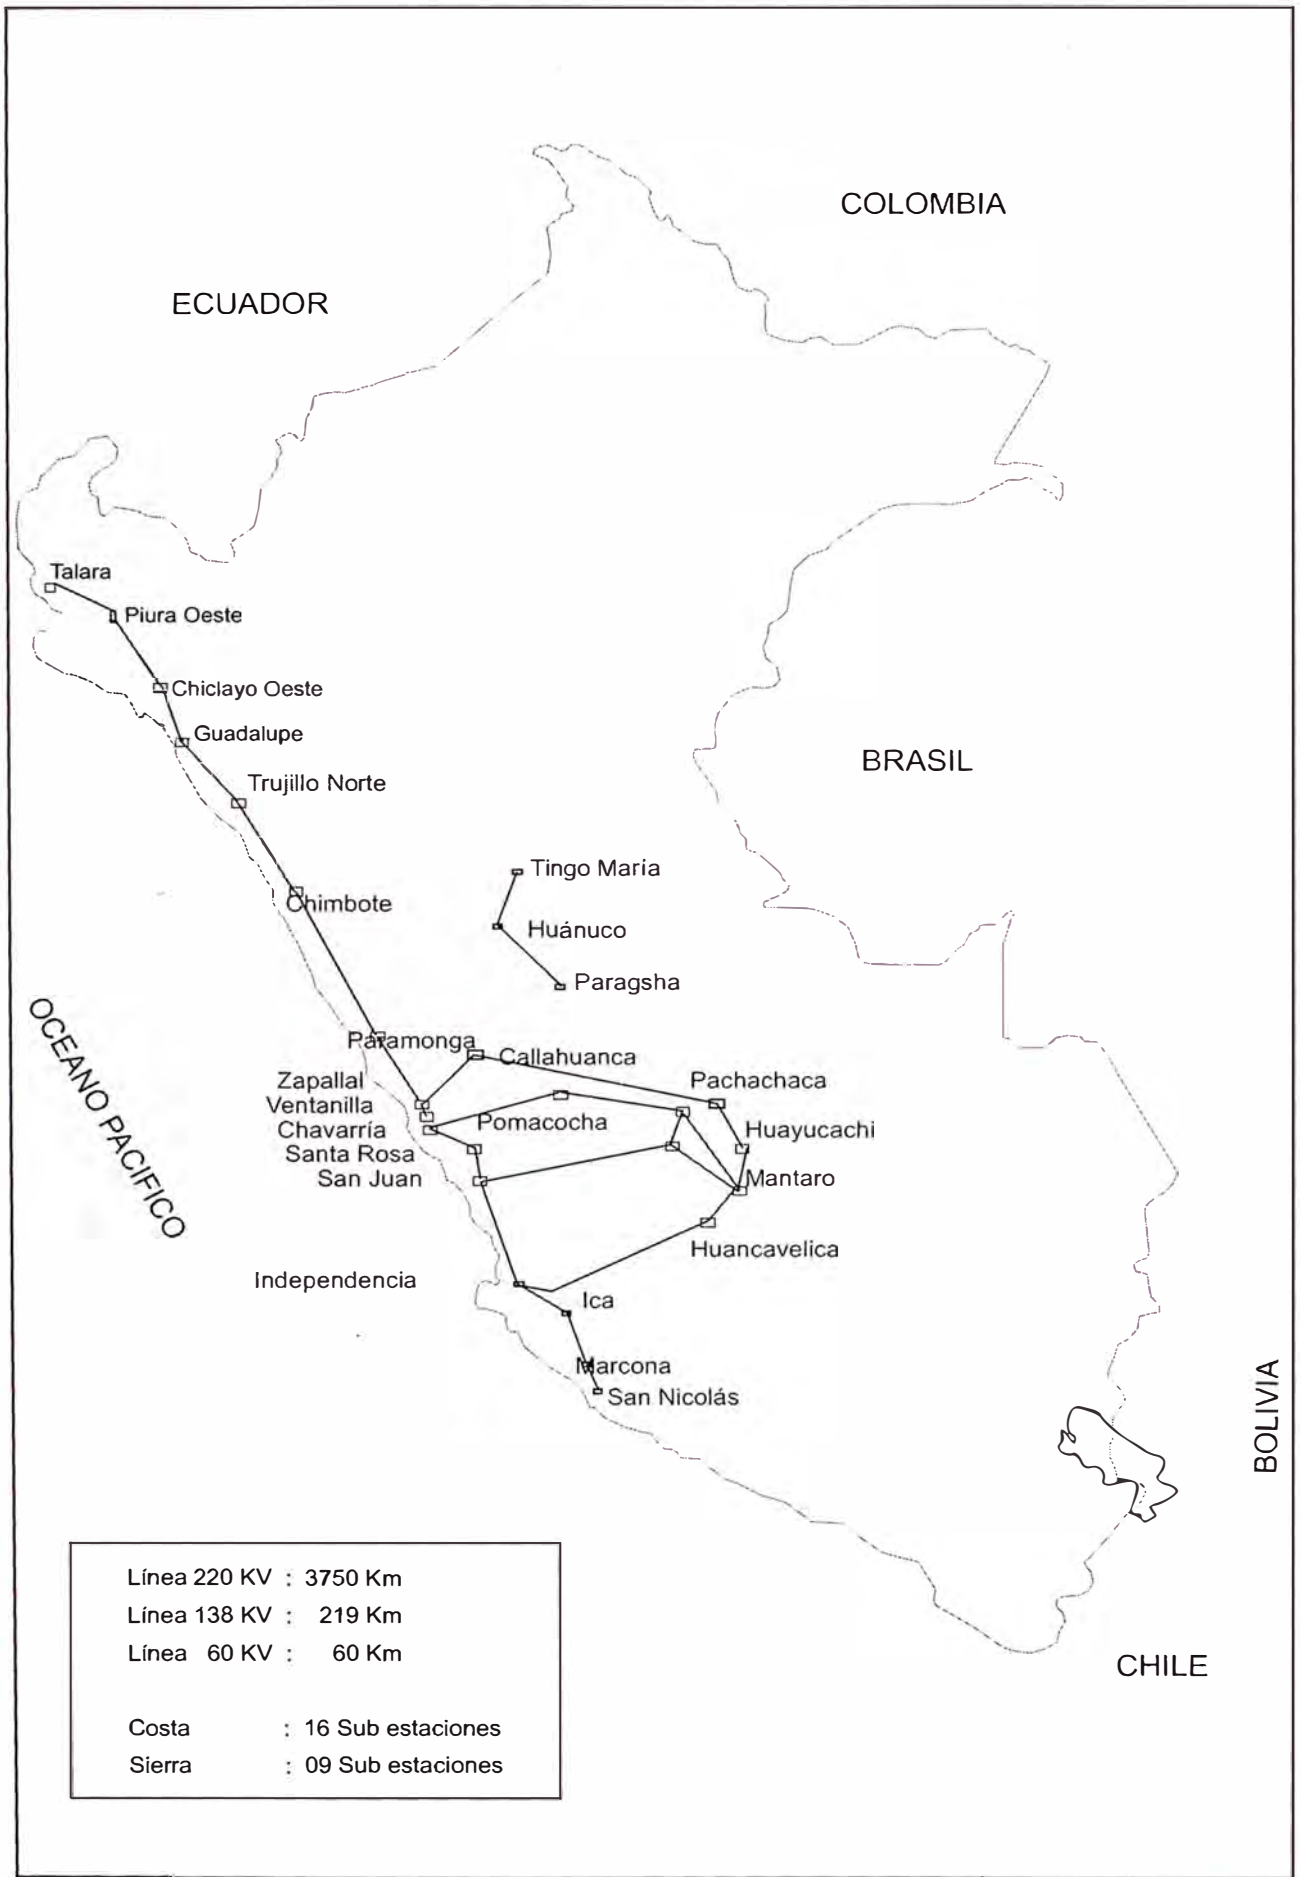 COLOMBIA
ECUADOR
Talara
Piura Oeste
Chiclayo Oeste
Guadalupe
BRASIL
Trujillo Norte
Tingo María
Chimbote
Huánuco
Paragsha
OCEANO PACIFICO
Paramonga
Callahuanca
Zapallal
Pachachaca
Ventanilla
Pomacocha
Chavarría
Huayucachi
Santa Rosa
San Juan
Mantaro
Huancavelica
Independencia
Ica
Marcona
San Nicolás
BOLIVIA
CHILE
Línea 220 KV : 3750 Km
Línea 138 KV : 219 Km
Línea 60 KV : 60 Km
Costa : 16 Sub estaciones
Sierra : 09 Sub estaciones